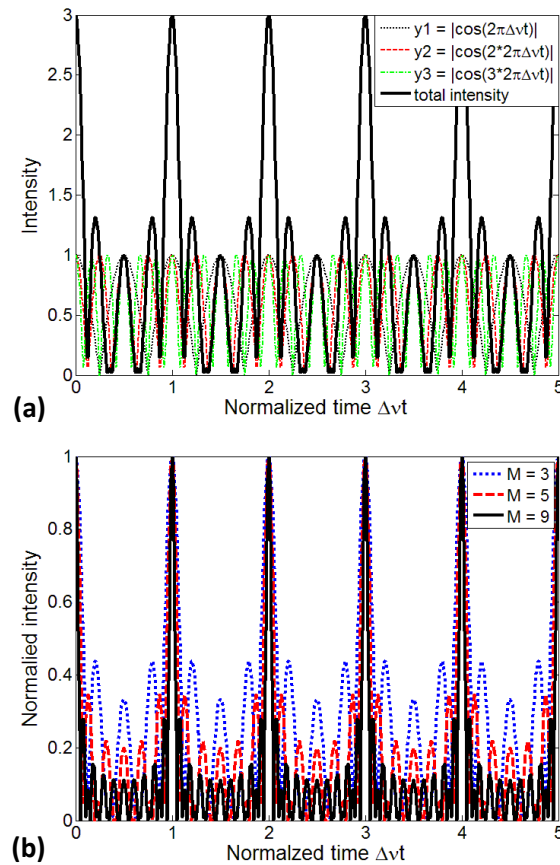 3
2.5
2
1.5
1
0.5
0
Intensity
y1 = |cos(2πΔνt)|
y2 = |cos(2*2πΔνt)|
y3 = |cos(3*2πΔνt)|
total intensity
0 1 2 3 4 5
Normalized time Δνt
(a)
1
0.8
0.6
0.4
0.2
0
Normalied intensity
M = 3
M = 5
M = 9
0 1 2 3 4 5
Normalized time Δνt
(b)